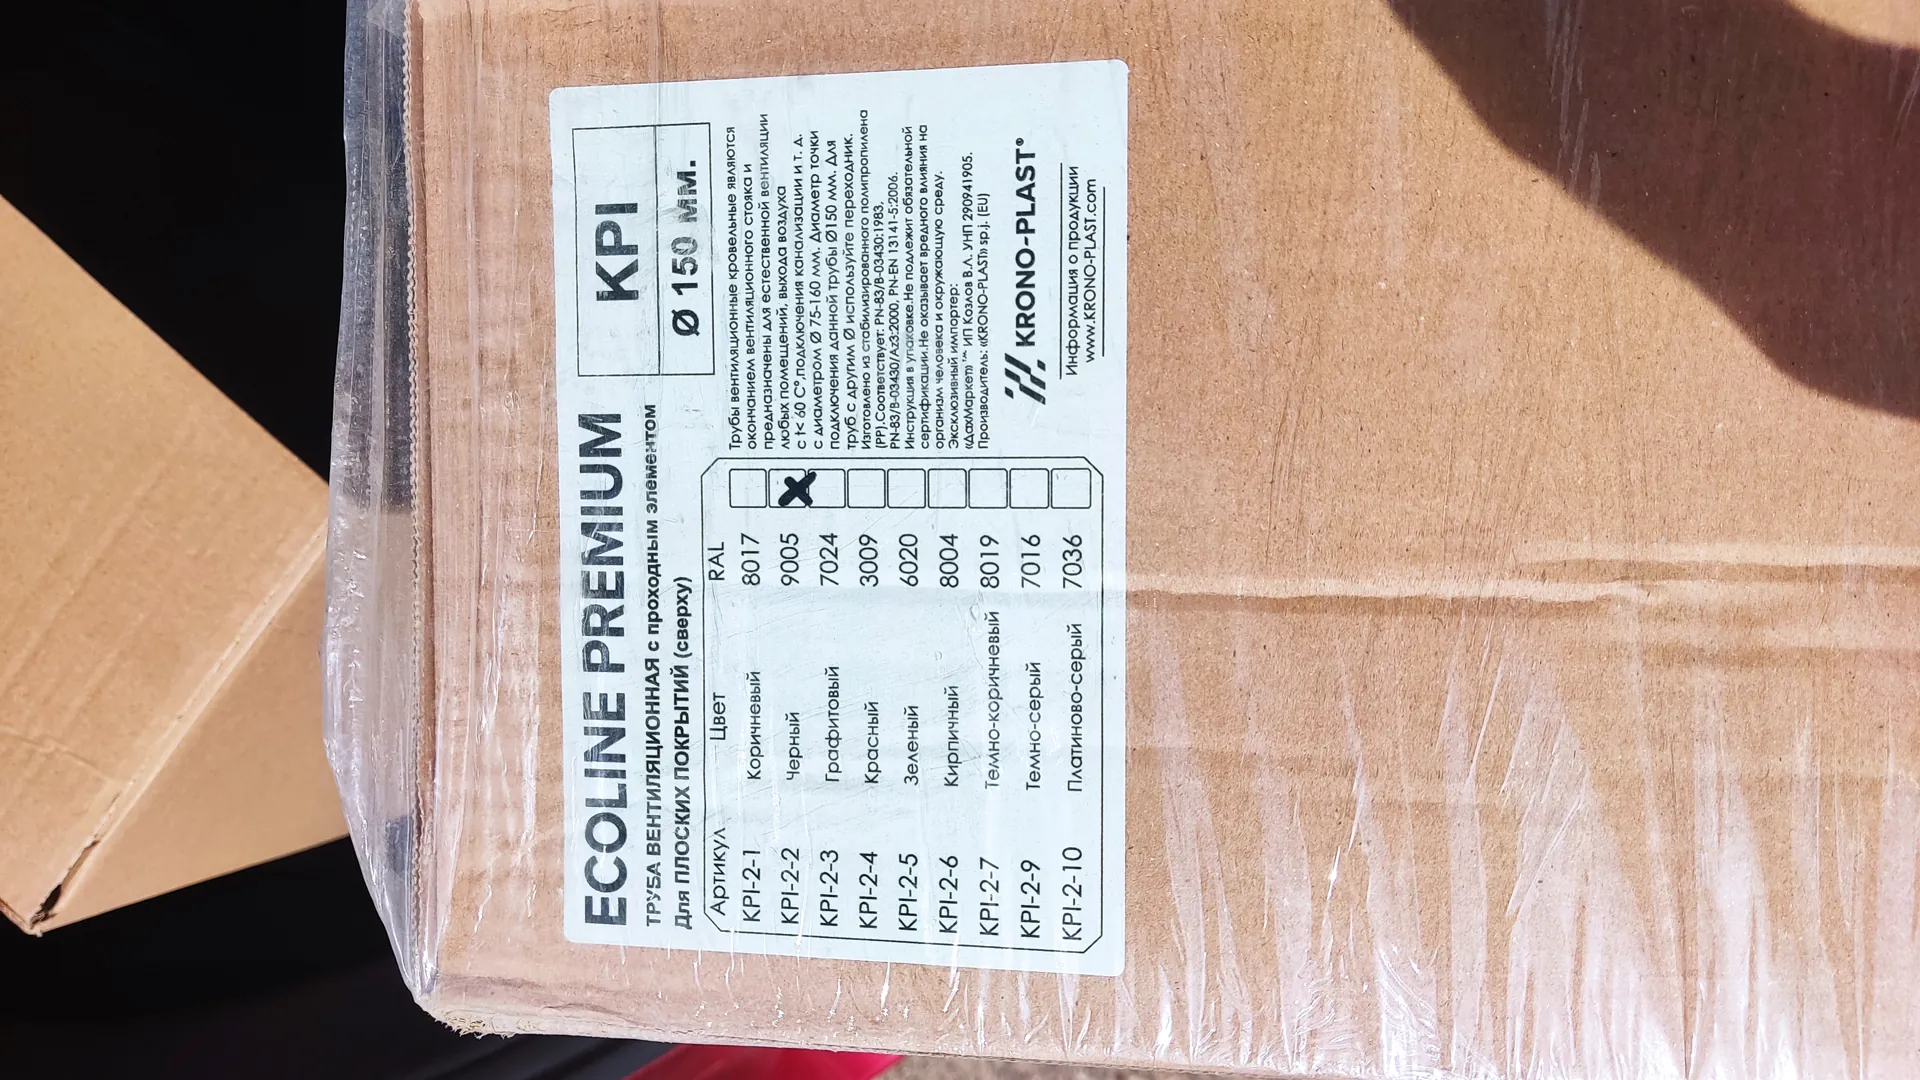 ECOLINE PREMIUM
ТРУБА ВЕНТИЛЯЦИОННАЯ с проходным элементом
Для ПЛОСКИХ ПОКРЫТИЙ (сверху)
KPI
Ø 150 мм.
Артикул Цвет RAL
KPI-2-1 Коричневый 8017
KPI-2-2 Черный 9005 X
KPI-2-3 Графитовый 7024
KPI-2-4 Красный 3009
KPI-2-5 Зеленый 6020
KPI-2-6 Кирпичный 8004
KPI-2-7 Темно-коричневый 8019
KPI-2-9 Темно-серый 7016
KPI-2-10 Платиново-серый 7036
Трубы вентиляционные кровельные являются
окончанием вентиляционного стояка и
предназначены для естественной вентиляции
любых помещений, выхода воздуха
с t< 60 С°,подключения канализации и т. д.
с диаметром Ø 75-160 мм. Диаметр точки
подключения данной трубы Ø150 мм. Для
труб с другим Ø используйте переходник.
Изготовлено из стабилизированного полипропилена
(PP).Соответствует: PN-83/B-03430:1983,
PN-83/B-03430/Az3:2000, PN-EN 13141-5:2006.
Инструкция в упаковке.Не подлежит обязательной
сертификации.Не оказывает вредного влияния на
организм человека и окружающую среду.
Эксклюзивный импортер:
«ДахМаркет»™ ИП Козлов В.Л. УНП 290941905.
Производитель: «KRONO-PLAST» sp.j. (EU)
KRONO-PLAST®
Информация о продукции
www.KRONO-PLAST.com